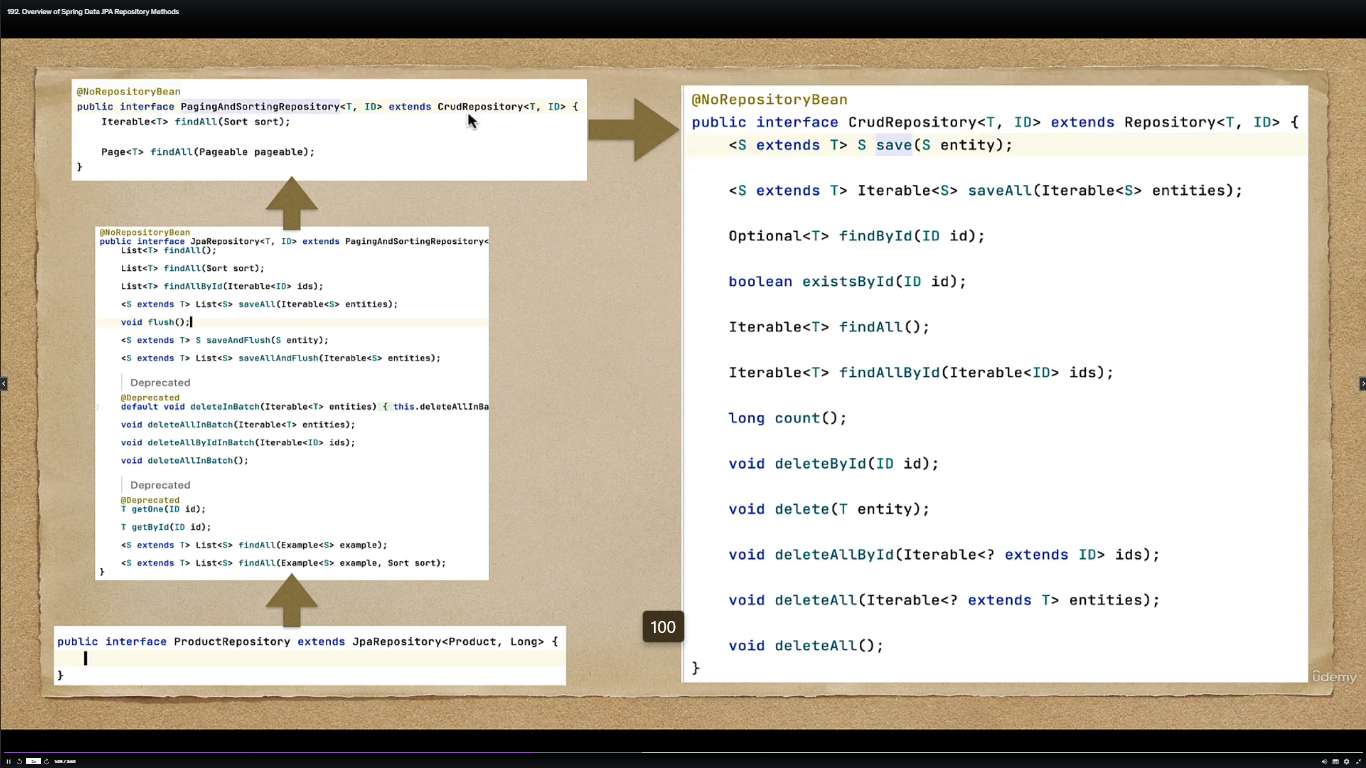 192. Overview of Spring Data JPA Repository Methods
@NoRepositoryBean
public interface PagingAndSortingRepository<T, ID> extends CrudRepository<T, ID> {
Iterable<T> findAll(Sort sort);
Page<T> findAll(Pageable pageable);
}
@NoRepositoryBean
public interface JpaRepository<T, ID> extends PagingAndSortingRepository<
List<T> findAll();
List<T> findAll(Sort sort);
List<T> findAllById(Iterable<ID> ids);
<S extends T> List<S> saveAll(Iterable<S> entities);
void flush();
<S extends T> S saveAndFlush(S entity);
<S extends T> List<S> saveAllAndFlush(Iterable<S> entities);
Deprecated
@Deprecated
default void deleteInBatch(Iterable<T> entities) { this.deleteAllInBa
void deleteAllInBatch(Iterable<T> entities);
void deleteAllByIdInBatch(Iterable<ID> ids);
void deleteAllInBatch();
Deprecated
@Deprecated
T getOne(ID id);
T getById(ID id);
<S extends T> List<S> findAll(Example<S> example);
<S extends T> List<S> findAll(Example<S> example, Sort sort);
}
public interface ProductRepository extends JpaRepository<Product, Long> {
}
@NoRepositoryBean
public interface CrudRepository<T, ID> extends Repository<T, ID> {
<S extends T> S save(S entity);
<S extends T> Iterable<S> saveAll(Iterable<S> entities);
Optional<T> findById(ID id);
boolean existsById(ID id);
Iterable<T> findAll();
Iterable<T> findAllById(Iterable<ID> ids);
long count();
void deleteById(ID id);
void delete(T entity);
void deleteAllById(Iterable<? extends ID> ids);
void deleteAll(Iterable<? extends T> entities);
void deleteAll();
}
100
ûdemy